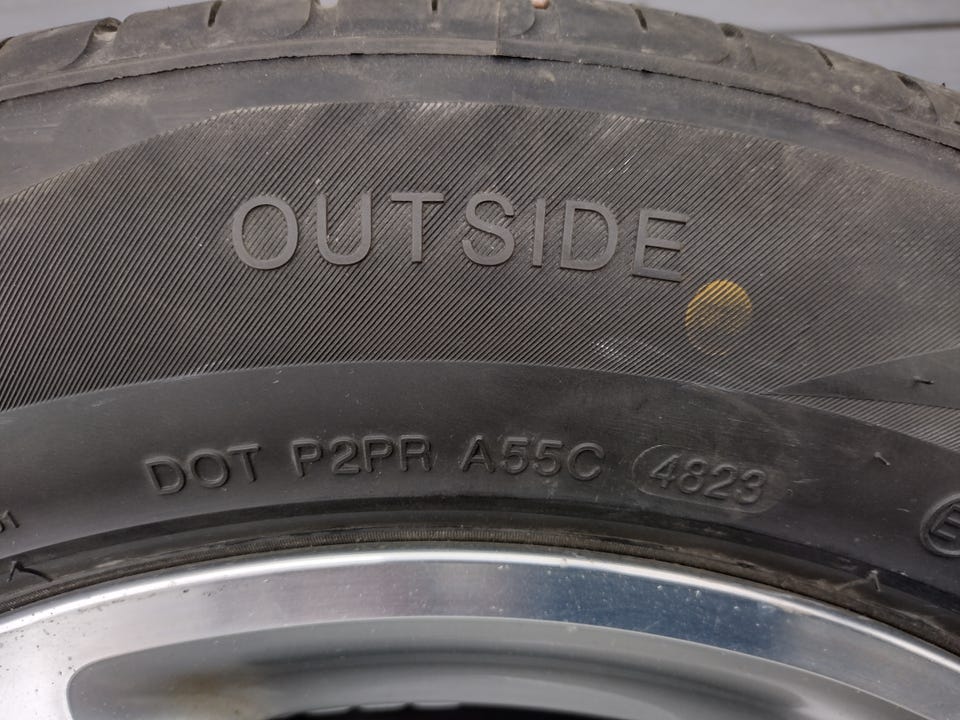 OUTSIDE
DOT P2PR A55C 4823